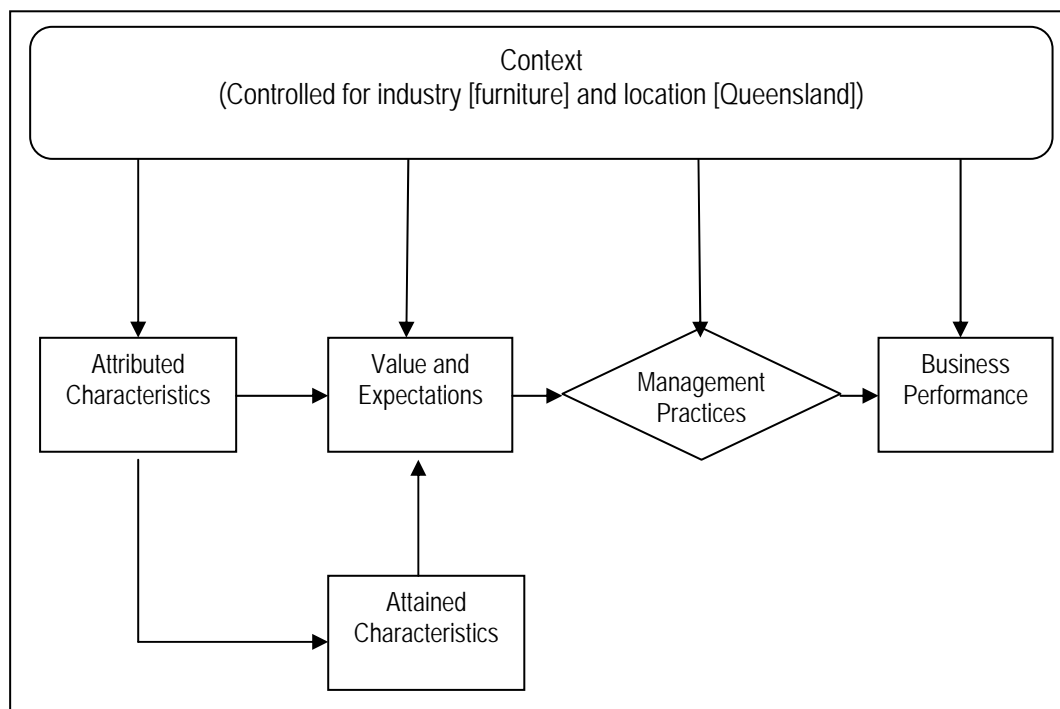 Context
(Controlled for industry [furniture] and location [Queensland])
Attributed
Characteristics
Value and
Expectations
Management
Practices
Business
Performance
Attained
Characteristics